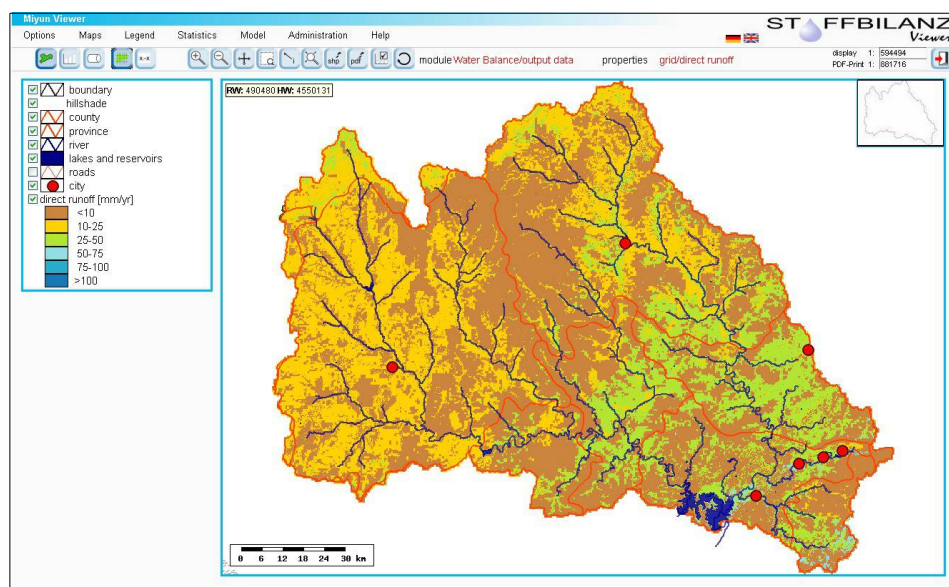 Miyun Viewer
Options Maps Legend Statistics Model Administration Help
STAFFBILANZ
Viewer
shp pdf x-x module Water Balance/output data properties grid/direct runoff
display 1: 594494
PDF-Print 1: 881716
boundary
hillshade
county
province
river
lakes and reservoirs
roads
city
direct runoff [mm/yr]
<10
10-25
25-50
50-75
75-100
>100
RW: 490480 HW: 4550131
0 6 12 18 24 30 km